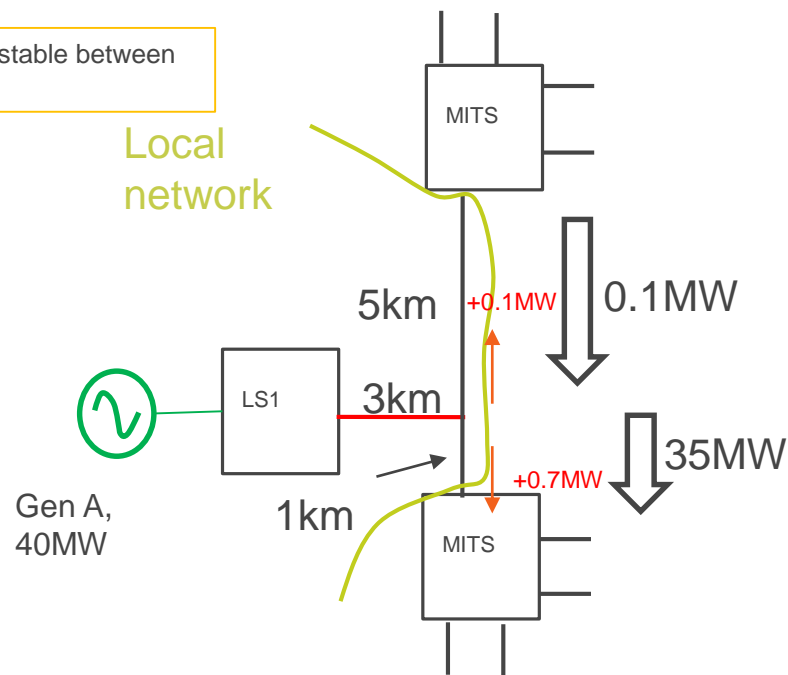 stable between
MITS
Local
network
5km
+0.1MW
0.1MW
LS1
3km
35MW
+0.7MW
Gen A,
40MW
1km
MITS